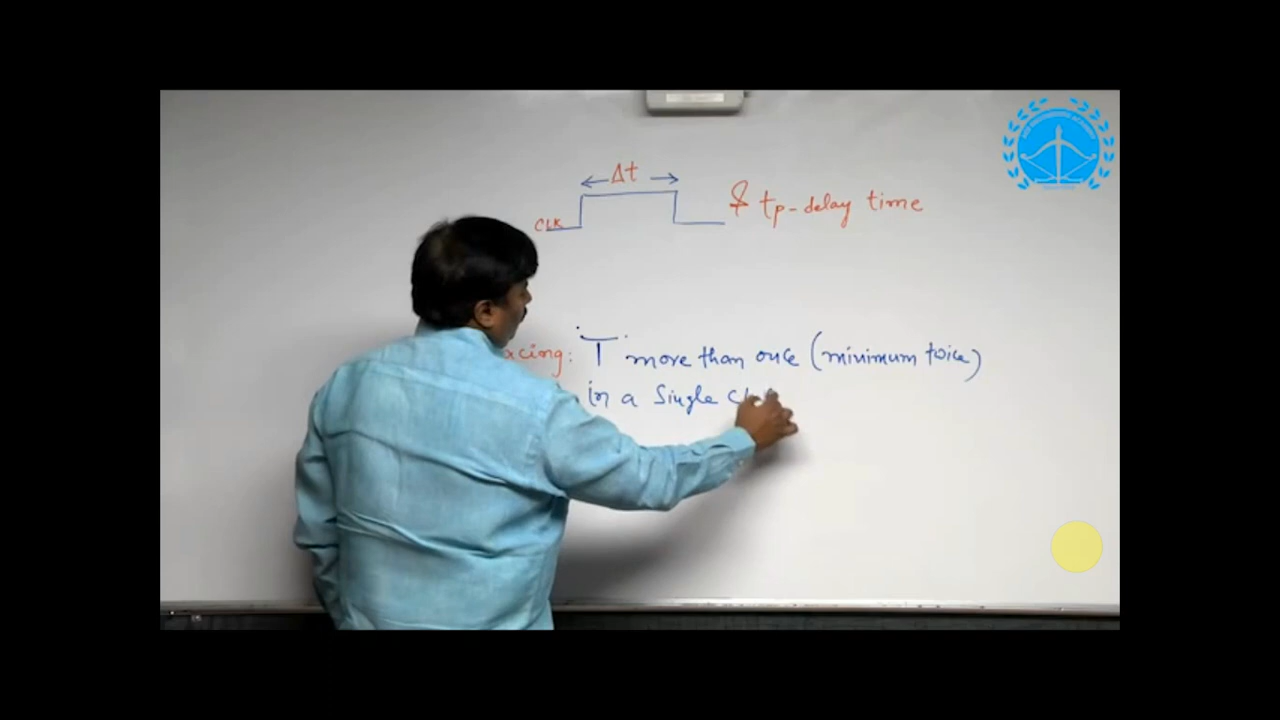 Δt
CLK
& tp-delay time
acing: T more than once (minimum twice)
in a Single